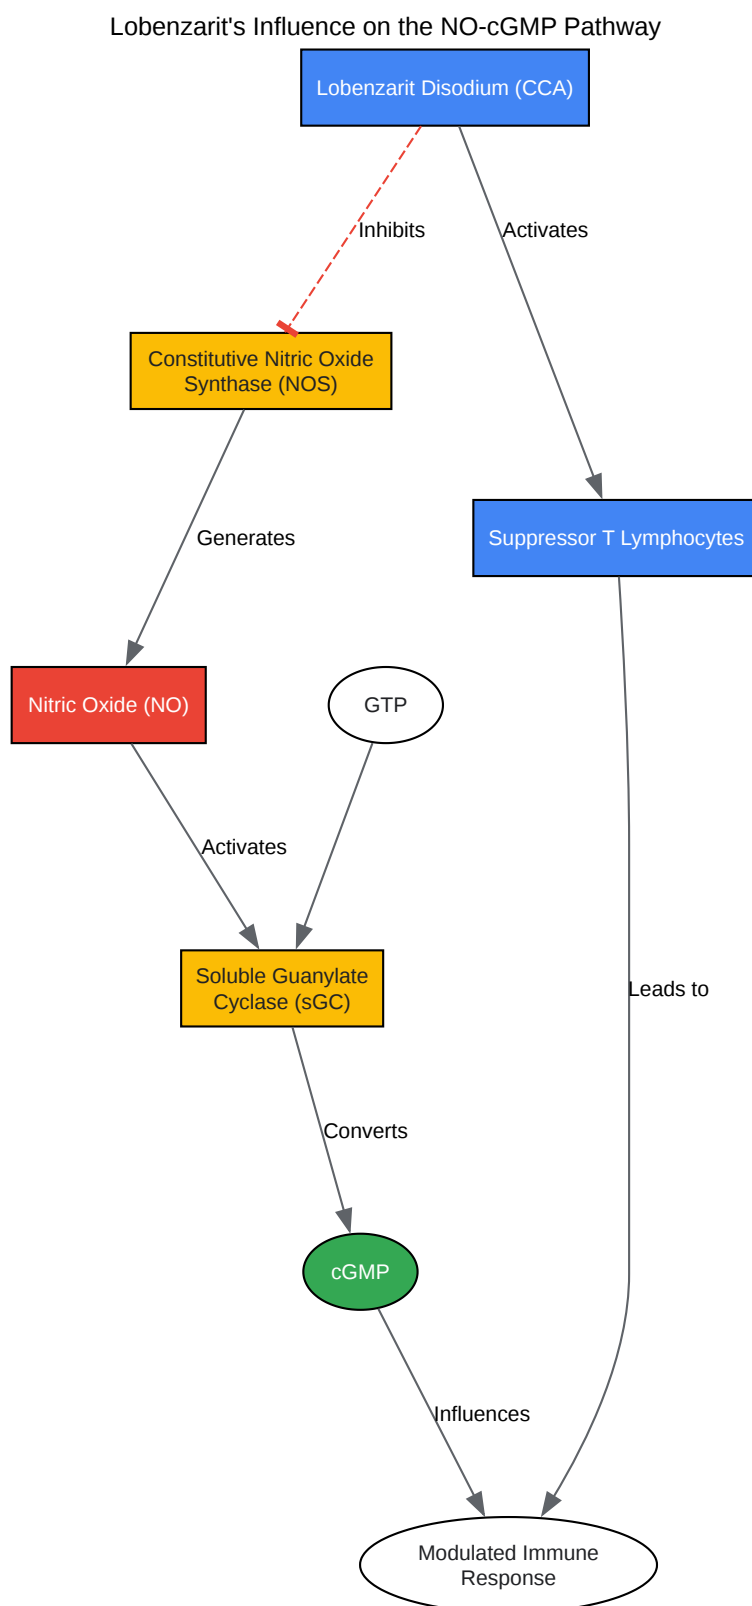 Lobenzarit's Influence on the NO-cGMP Pathway
Lobenzarit Disodium (CCA)
Inhibits
Activates
Constitutive Nitric Oxide
Synthase (NOS)
Generates
Suppressor T Lymphocytes
Nitric Oxide (NO)
GTP
Activates
Soluble Guanylate
Cyclase (sGC)
Leads to
Converts
cGMP
Influences
Modulated Immune
Response